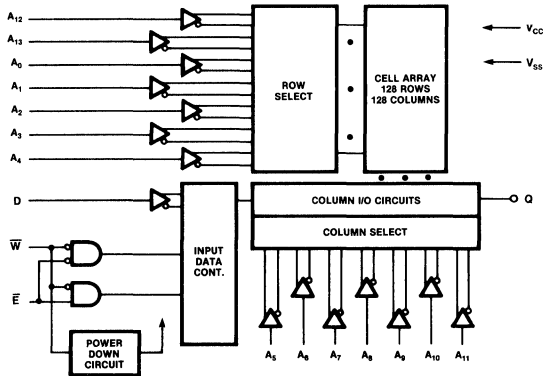 A12
A13
A0
A1
A2
A3
A4
ROW
SELECT
CELL ARRAY
128 ROWS
128 COLUMNS
VCC
VSS
D
W̅
E̅
INPUT
DATA
CONT.
COLUMN I/O CIRCUITS
COLUMN SELECT
Q
POWER
DOWN
CIRCUIT
A5
A6
A7
A8
A9
A10
A11